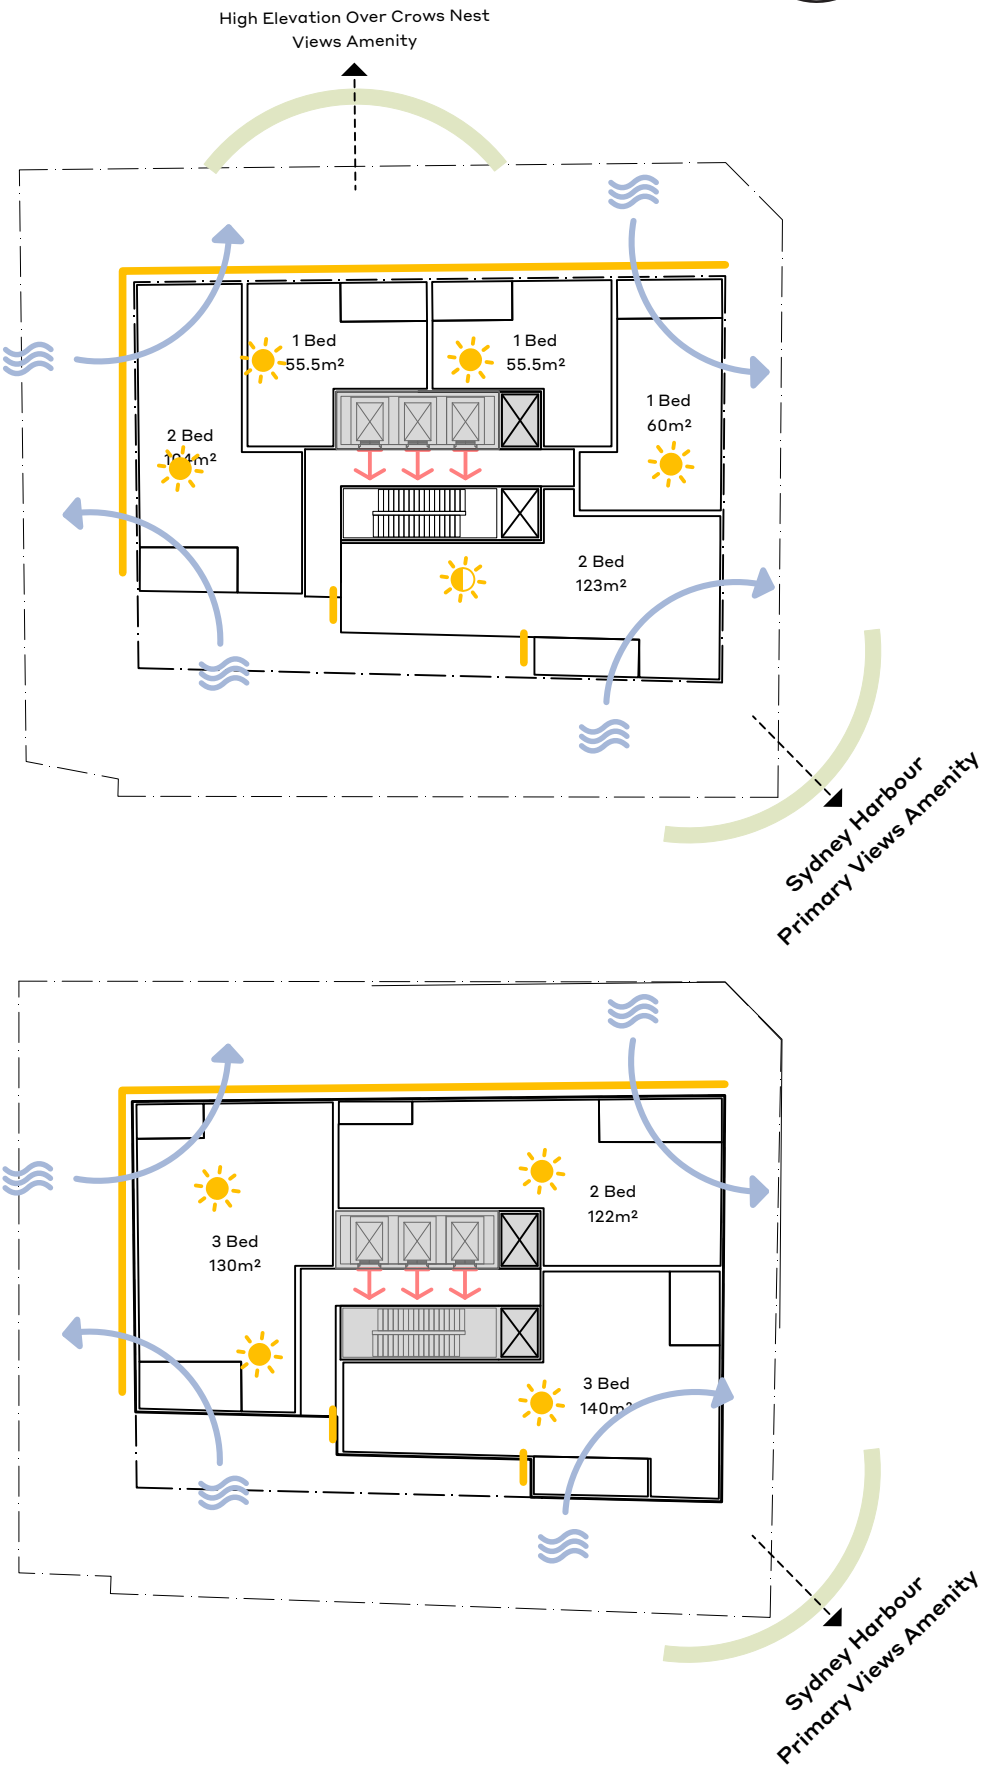 High Elevation Over Crows Nest
Views Amenity
1 Bed
55.5m²
1 Bed
55.5m²
1 Bed
60m²
2 Bed
104m²
2 Bed
123m²
Sydney Harbour
Primary Views Amenity
2 Bed
122m²
3 Bed
130m²
3 Bed
140m²
Sydney Harbour
Primary Views Amenity